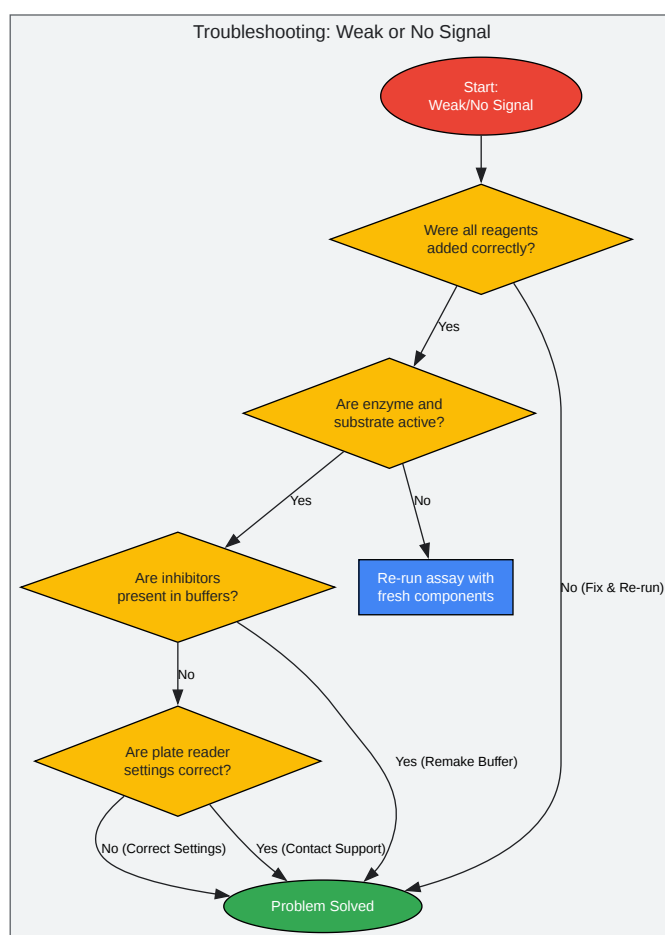 Troubleshooting: Weak or No Signal
Start:
Weak/No Signal
Were all reagents
added correctly?
Yes
Are enzyme and
substrate active?
Yes
No
Are inhibitors
present in buffers?
Re-run assay with
fresh components
No (Fix & Re-run)
No
Are plate reader
settings correct?
Yes (Remake Buffer)
No (Correct Settings)
Yes (Contact Support)
Problem Solved